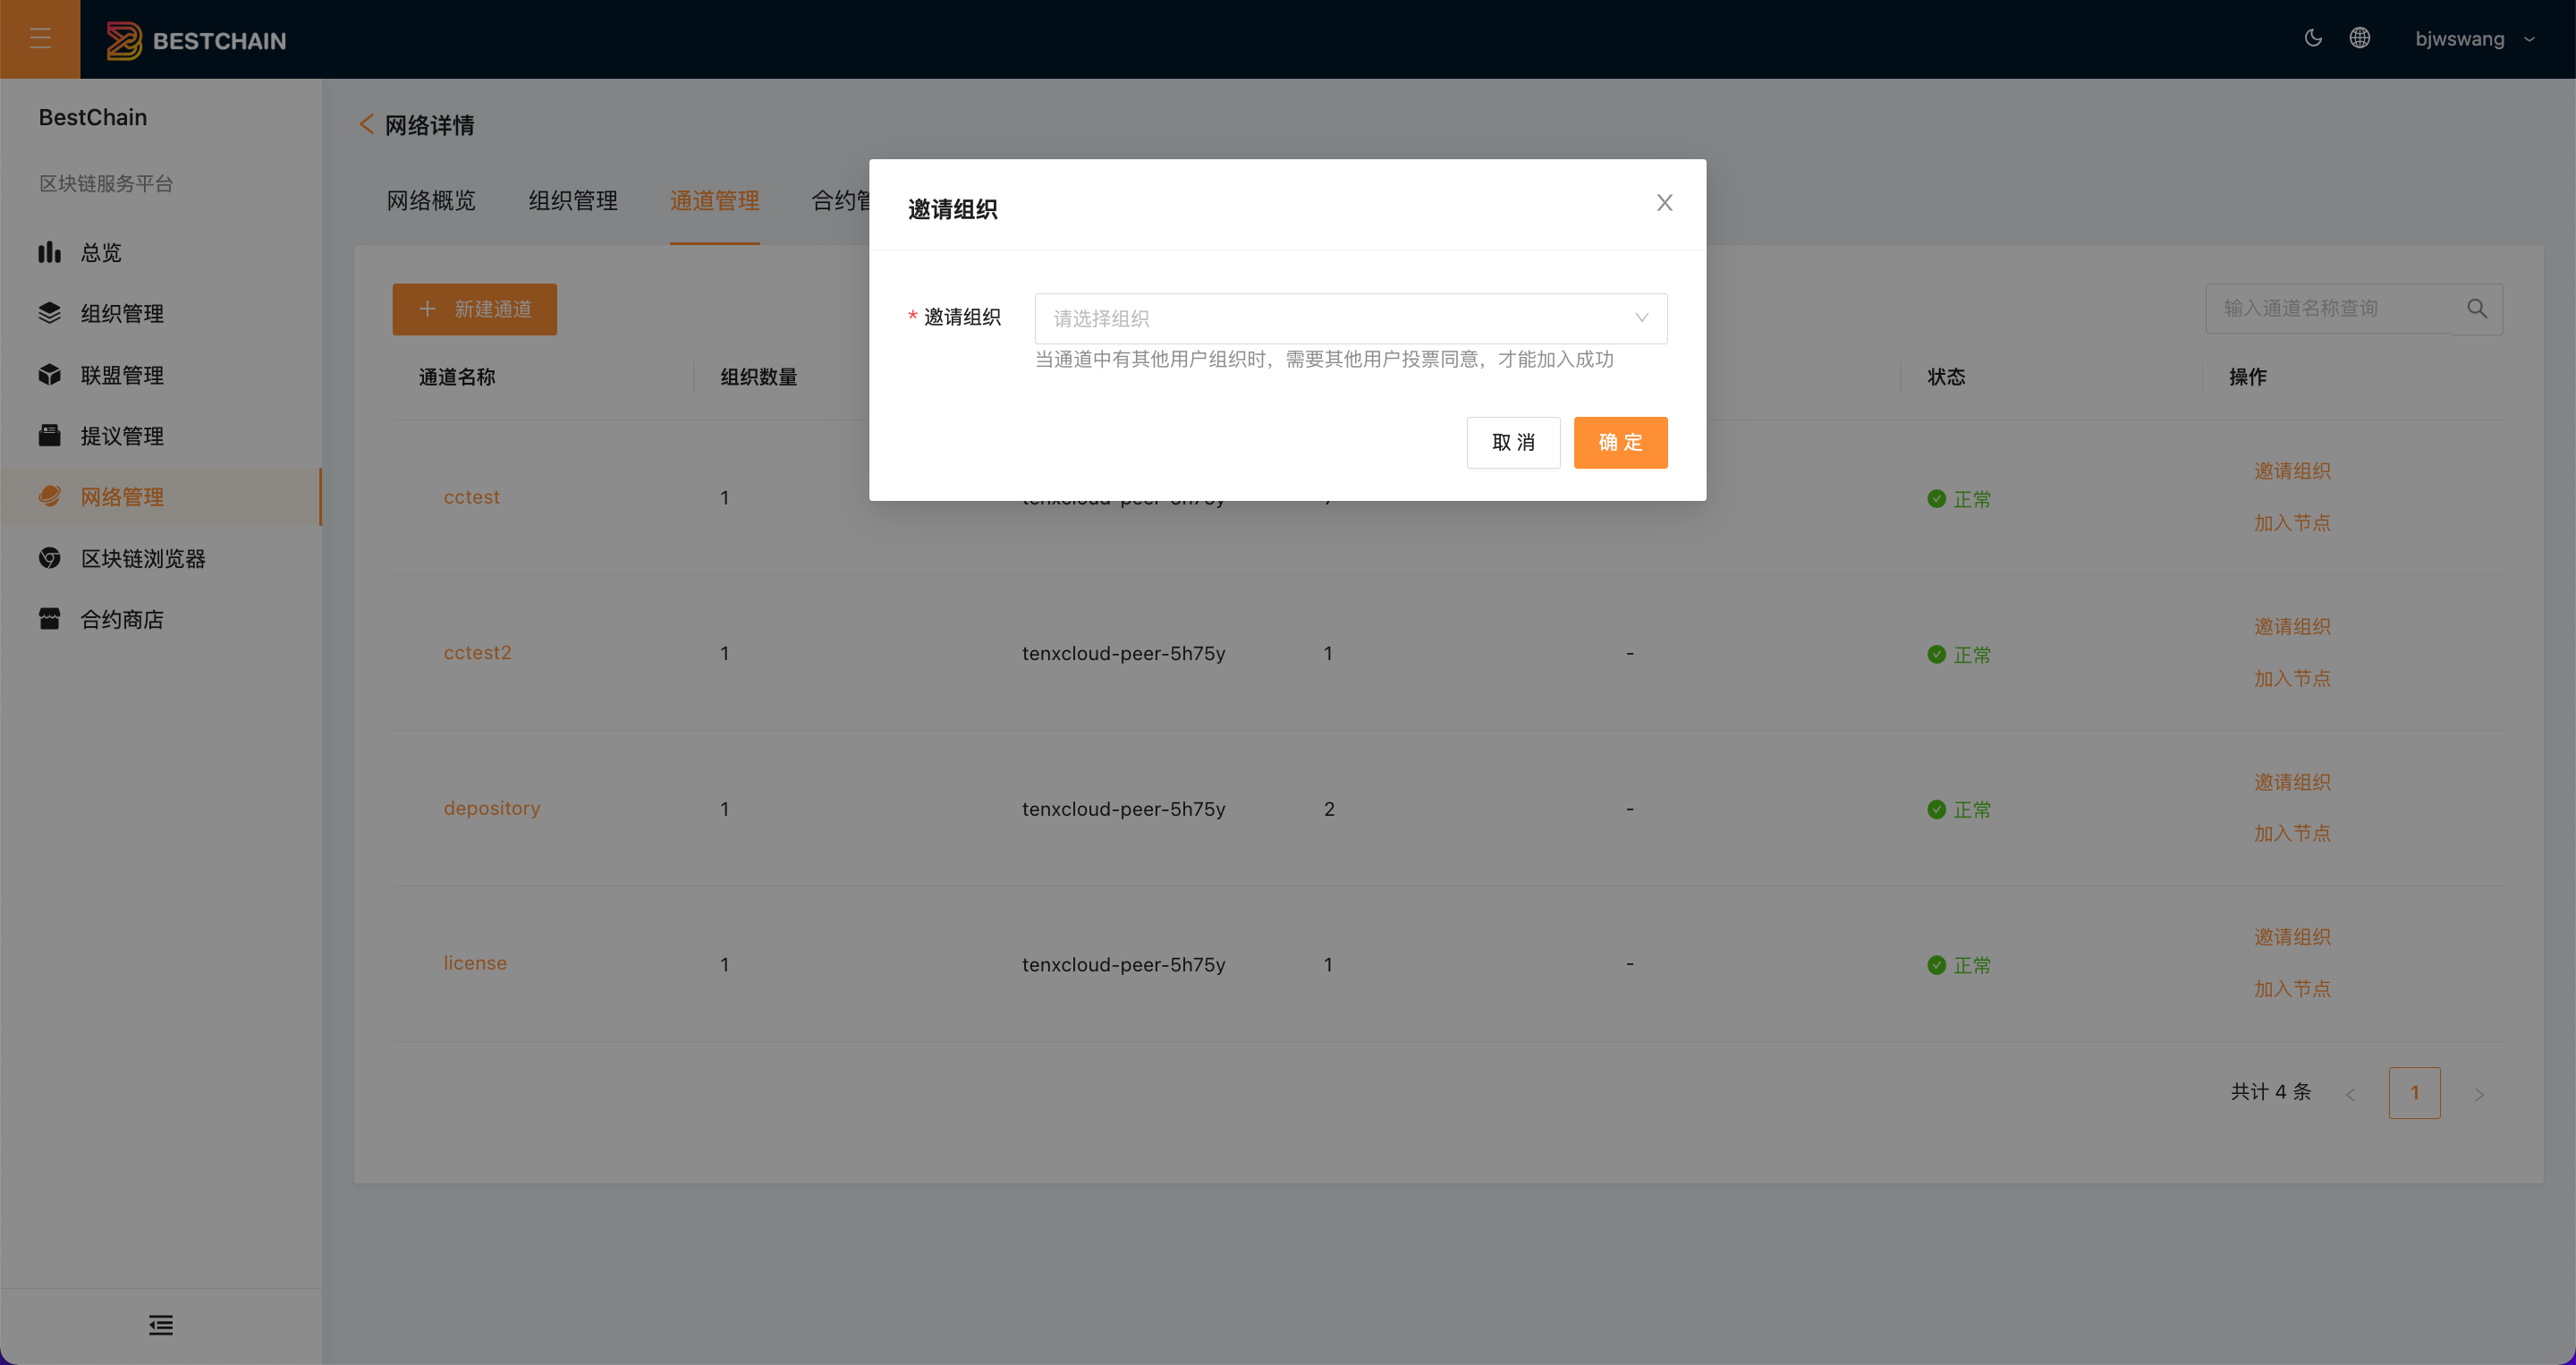 BESTCHAIN
bjwswang
BestChain
区块链服务平台
总览
组织管理
联盟管理
提议管理
网络管理
区块链浏览器
合约商店
网络详情
网络概览 组织管理 通道管理 合约管
新建通道
输入通道名称查询
通道名称 组织数量 状态 操作
邀请组织
* 邀请组织 请选择组织
当通道中有其他用户组织时，需要其他用户投票同意，才能加入成功
取 消 确 定
cctest 1 正常 邀请组织
加入节点
cctest2 1 tenxcloud-peer-5h75y 1 - 正常 邀请组织
加入节点
depository 1 tenxcloud-peer-5h75y 2 - 正常 邀请组织
加入节点
license 1 tenxcloud-peer-5h75y 1 - 正常 邀请组织
加入节点
共计 4 条 < 1 >